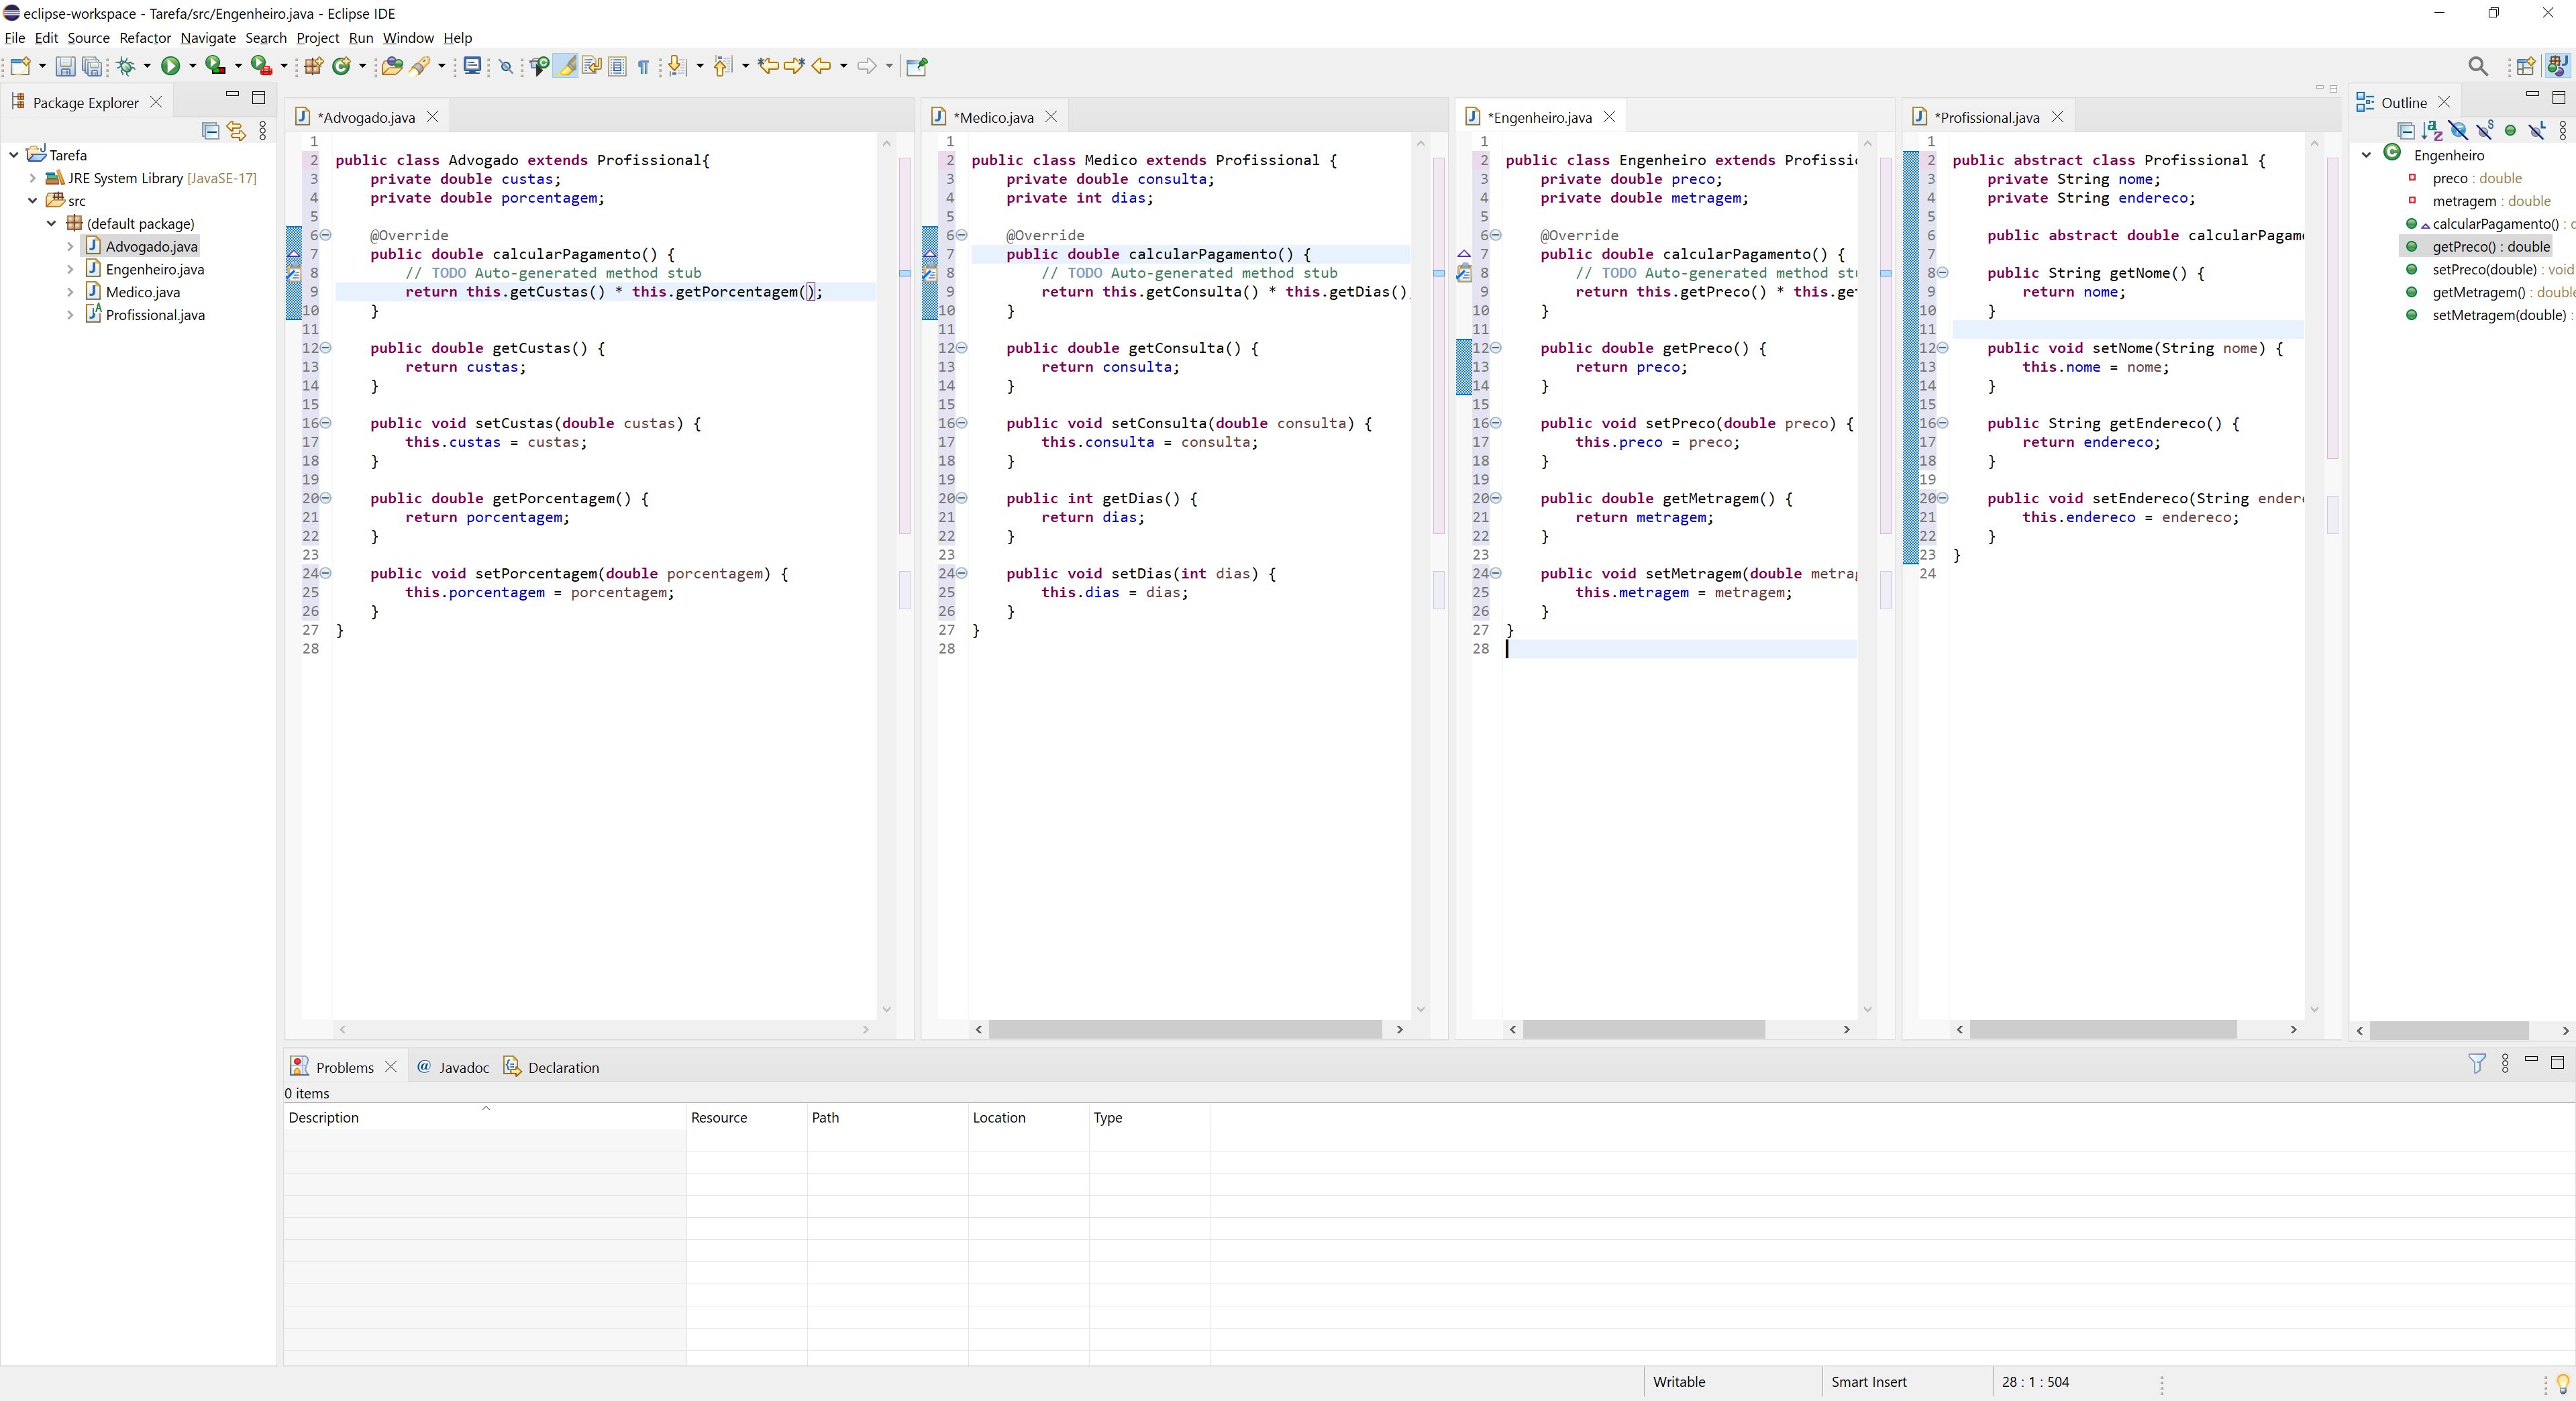 eclipse-workspace - Tarefa/src/Engenheiro.java - Eclipse IDE
File Edit Source Refactor Navigate Search Project Run Window Help
Package Explorer
Tarefa
JRE System Library [JavaSE-17]
src
(default package)
Advogado.java
Engenheiro.java
Medico.java
Profissional.java
*Advogado.java
1
2 public class Advogado extends Profissional{
3 private double custas;
4 private double porcentagem;
5
6 @Override
7 public double calcularPagamento() {
8 // TODO Auto-generated method stub
9 return this.getCustas() * this.getPorcentagem();
10 }
11
12 public double getCustas() {
13 return custas;
14 }
15
16 public void setCustas(double custas) {
17 this.custas = custas;
18 }
19
20 public double getPorcentagem() {
21 return porcentagem;
22 }
23
24 public void setPorcentagem(double porcentagem) {
25 this.porcentagem = porcentagem;
26 }
27 }
28
*Medico.java
1
2 public class Medico extends Profissional {
3 private double consulta;
4 private int dias;
5
6 @Override
7 public double calcularPagamento() {
8 // TODO Auto-generated method stub
9 return this.getConsulta() * this.getDias()
10 }
11
12 public double getConsulta() {
13 return consulta;
14 }
15
16 public void setConsulta(double consulta) {
17 this.consulta = consulta;
18 }
19
20 public int getDias() {
21 return dias;
22 }
23
24 public void setDias(int dias) {
25 this.dias = dias;
26 }
27 }
28
*Engenheiro.java
1
2 public class Engenheiro extends Profissi
3 private double preco;
4 private double metragem;
5
6 @Override
7 public double calcularPagamento() {
8 // TODO Auto-generated method st
9 return this.getPreco() * this.ge
10 }
11
12 public double getPreco() {
13 return preco;
14 }
15
16 public void setPreco(double preco) {
17 this.preco = preco;
18 }
19
20 public double getMetragem() {
21 return metragem;
22 }
23
24 public void setMetragem(double metra
25 this.metragem = metragem;
26 }
27 }
28
*Profissional.java
1
2 public abstract class Profissional {
3 private String nome;
4 private String endereco;
5
6 public abstract double calcularPagam
7
8 public String getNome() {
9 return nome;
10 }
11
12 public void setNome(String nome) {
13 this.nome = nome;
14 }
15
16 public String getEndereco() {
17 return endereco;
18 }
19
20 public void setEndereco(String ender
21 this.endereco = endereco;
22 }
23 }
24
Outline
Engenheiro
preco : double
metragem : double
calcularPagamento() : d
getPreco() : double
setPreco(double) : void
getMetragem() : double
setMetragem(double) :
Problems @ Javadoc Declaration
0 items
Description Resource Path Location Type
Writable Smart Insert 28 : 1 : 504